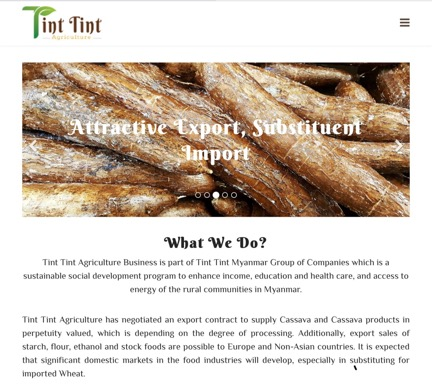 Tint Tint
Agriculture
Attractive Export, Substituent
Import
What We Do?
Tint Tint Agriculture Business is part of Tint Tint Myanmar Group of Companies which is a
sustainable social development program to enhance income, education and health care, and access to
energy of the rural communities in Myanmar.
Tint Tint Agriculture has negotiated an export contract to supply Cassava and Cassava products in
perpetuity valued, which is depending on the degree of processing. Additionally, export sales of
starch, flour, ethanol and stock foods are possible to Europe and Non-Asian countries. It is expected
that significant domestic markets in the food industries will develop, especially in substituting for
imported Wheat.